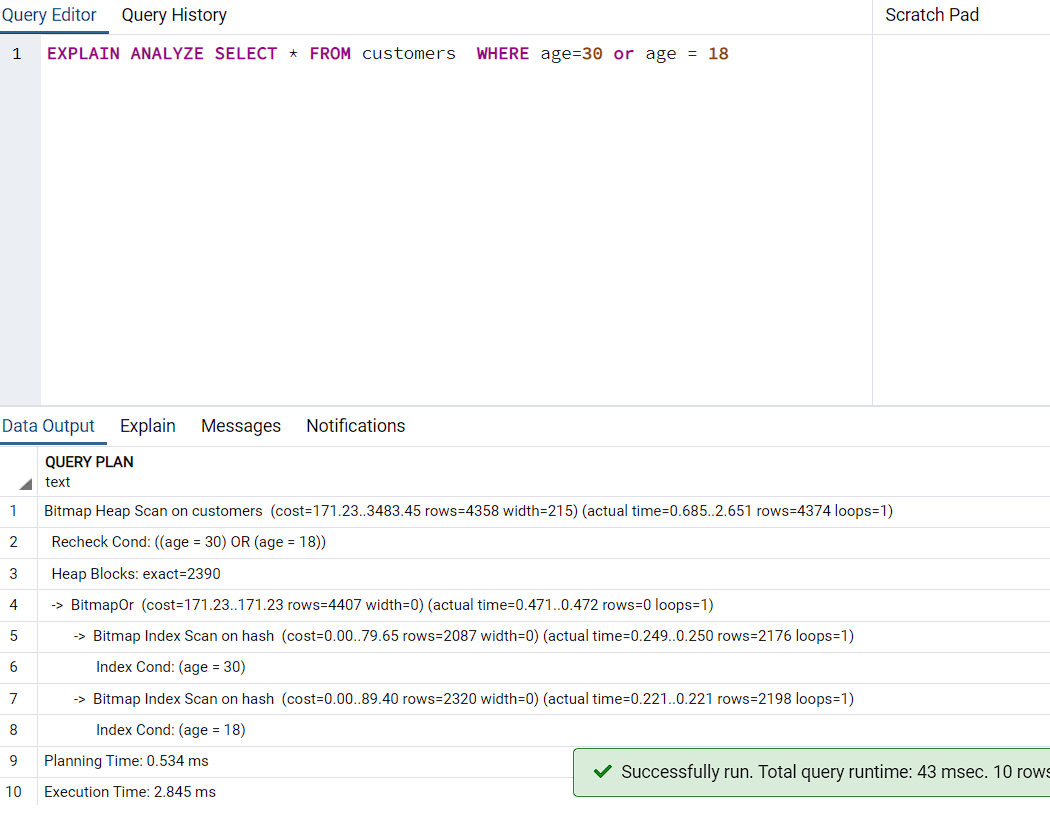 Query Editor Query History Scratch Pad
1 EXPLAIN ANALYZE SELECT * FROM customers  WHERE age=30 or age = 18
Data Output Explain Messages Notifications
QUERY PLAN
text
1 Bitmap Heap Scan on customers  (cost=171.23..3483.45 rows=4358 width=215) (actual time=0.685..2.651 rows=4374 loops=1)
2 Recheck Cond: ((age = 30) OR (age = 18))
3 Heap Blocks: exact=2390
4 -> BitmapOr  (cost=171.23..171.23 rows=4407 width=0) (actual time=0.471..0.472 rows=0 loops=1)
5 -> Bitmap Index Scan on hash  (cost=0.00..79.65 rows=2087 width=0) (actual time=0.249..0.250 rows=2176 loops=1)
6 Index Cond: (age = 30)
7 -> Bitmap Index Scan on hash  (cost=0.00..89.40 rows=2320 width=0) (actual time=0.221..0.221 rows=2198 loops=1)
8 Index Cond: (age = 18)
9 Planning Time: 0.534 ms
Successfully run. Total query runtime: 43 msec. 10 rows
10 Execution Time: 2.845 ms